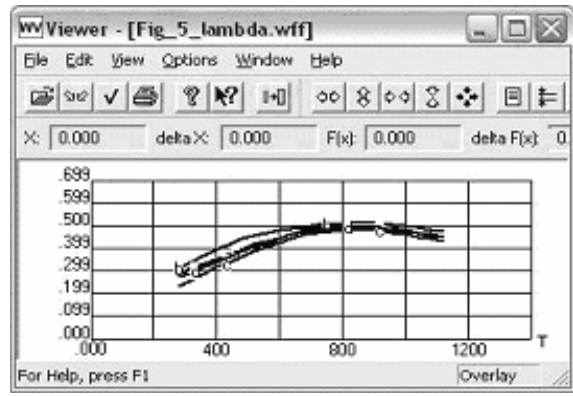 Viewer - [Fig_5_lambda.wff]
File Edit View Options Window Help
X: 0.000 delta X: 0.000 F(x): 0.000 delta F(x): 0.
.699
.599
.500
.399
.299
.199
.099
.000
.000 400 800 1200 T
For Help, press F1 Overlay